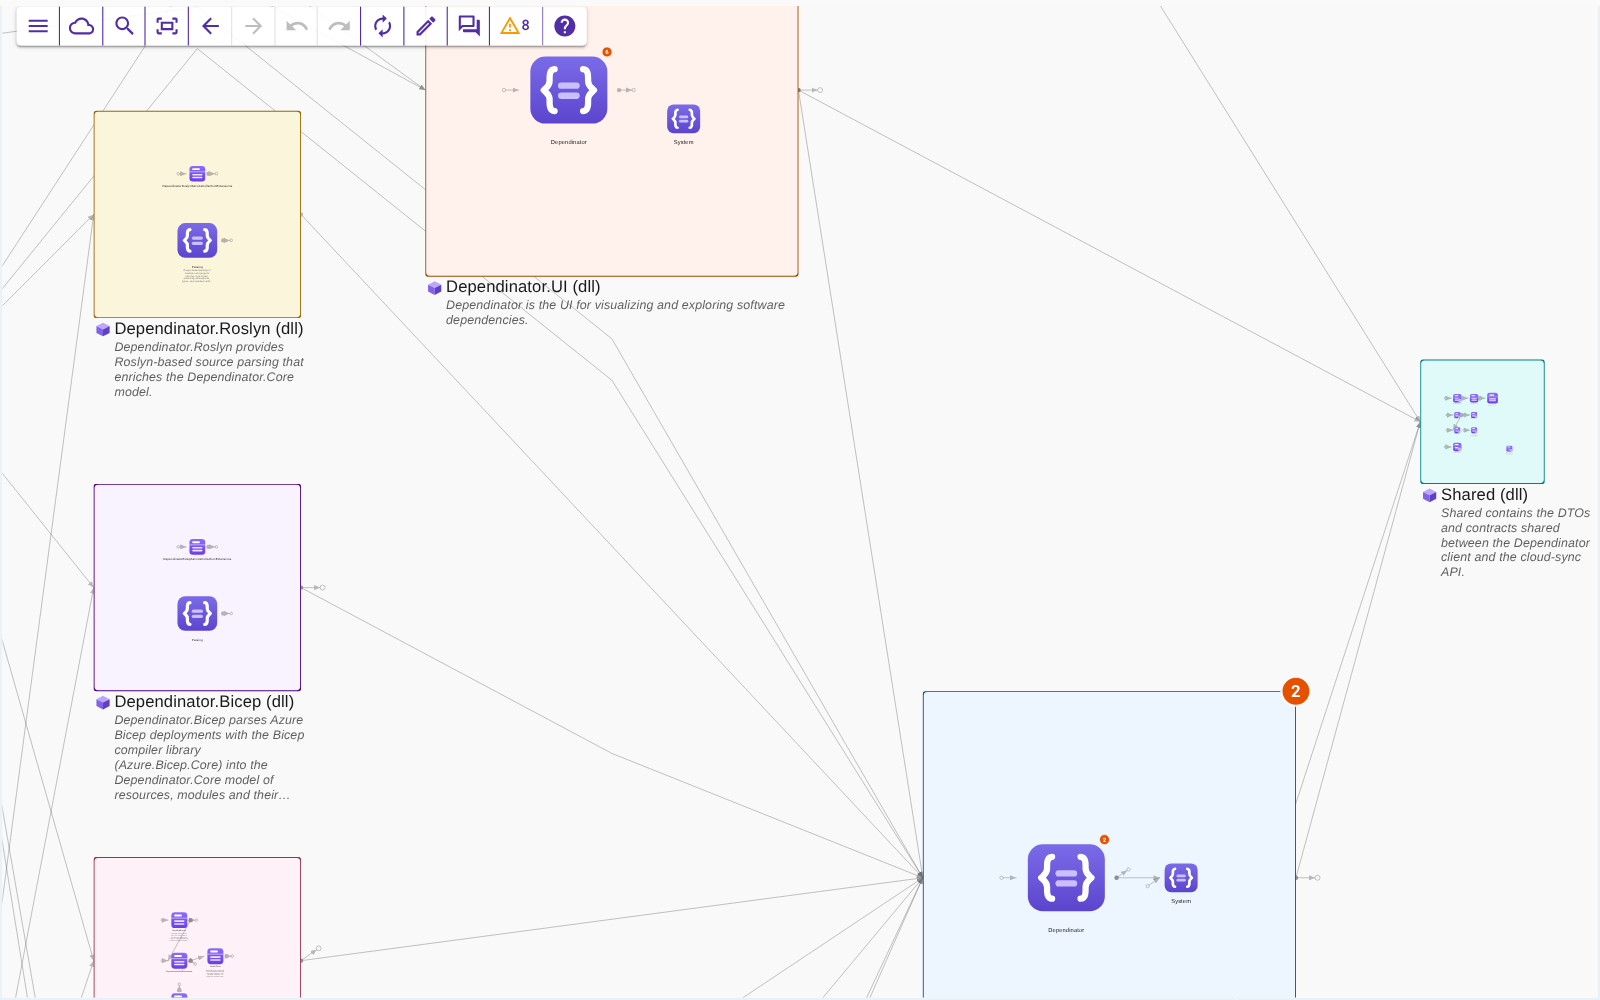 8
6
Dependinator
System
Dependinator.UI (dll)
Dependinator is the UI for visualizing and exploring software
dependencies.
Parsing
Dependinator.Roslyn (dll)
Dependinator.Roslyn provides
Roslyn-based source parsing that
enriches the Dependinator.Core
model.
Shared (dll)
Shared contains the DTOs
and contracts shared
between the Dependinator
client and the cloud-sync
API.
Parsing
Dependinator.Bicep (dll)
Dependinator.Bicep parses Azure
Bicep deployments with the Bicep
compiler library
(Azure.Bicep.Core) into the
Dependinator.Core model of
resources, modules and their…
2
2
Dependinator
System